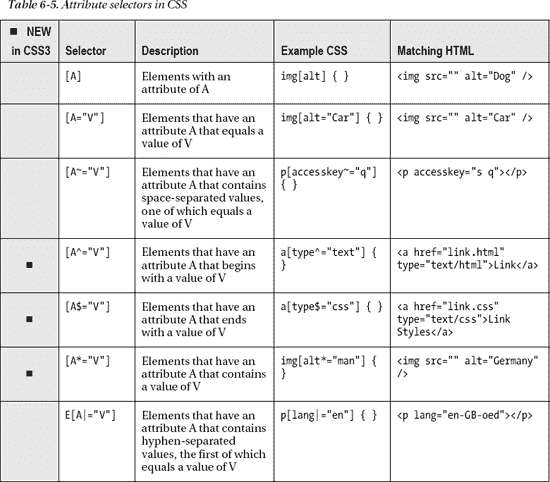 Table 6-5. Attribute selectors in CSS
■ NEW
in CSS3
Selector
Description
Example CSS
Matching HTML
[A]
Elements with an
attribute of A
img[alt] { }
<img src="" alt="Dog" />
[A="V"]
Elements that have an
attribute A that equals a
value of V
img[alt="Car"] { }
<img src="" alt="Car" />
[A~="V"]
Elements that have an
attribute A that contains
space-separated values,
one of which equals a
value of V
p[accesskey~="q"]
{ }
<p accesskey="s q"></p>
■
[A^="V"]
Elements that have an
attribute A that begins
with a value of V
a[type^="text"] {
}
<a href="link.html"
type="text/html">Link</a>
■
[A$="V"]
Elements that have an
attribute A that ends
with a value of V
a[type$="css"] { }
<a href="link.css"
type="text/css">Link
Styles</a>
■
[A*="V"]
Elements that have an
attribute A that contains
a value of V
img[alt*="man"] {
}
<img src="" alt="Germany"
/>
E[A|="V"]
Elements that have an
attribute A that contains
hyphen-separated
values, the first of which
equals a value of V
p[lang|="en"] { }
<p lang="en-GB-oed"></p>